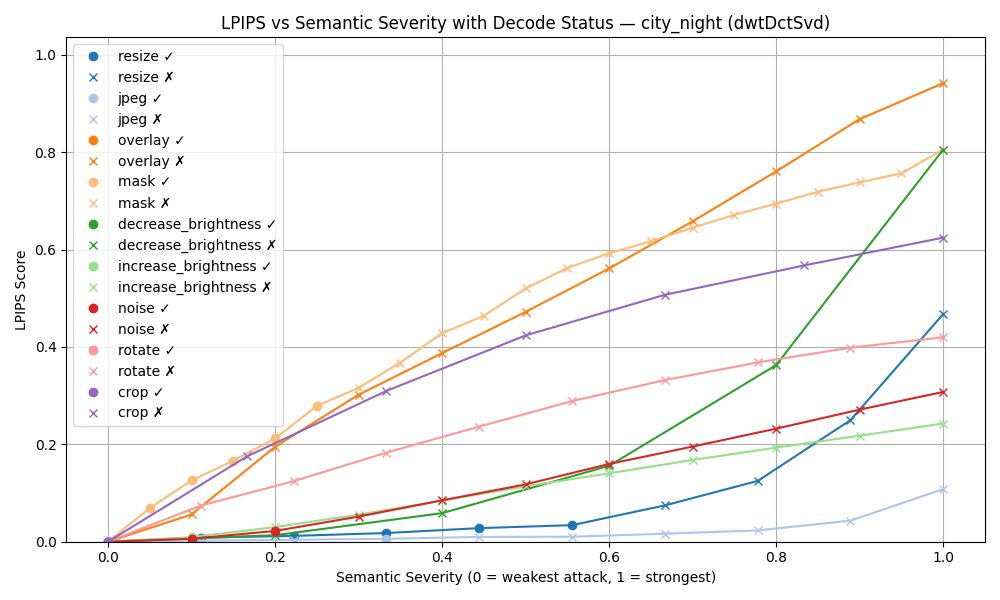 LPIPS vs Semantic Severity with Decode Status — city_night (dwtDctSvd)
LPIPS Score
1.0
0.8
0.6
0.4
0.2
0.0
resize ✓
resize ✗
jpeg ✓
jpeg ✗
overlay ✓
overlay ✗
mask ✓
mask ✗
decrease_brightness ✓
decrease_brightness ✗
increase_brightness ✓
increase_brightness ✗
noise ✓
noise ✗
rotate ✓
rotate ✗
crop ✓
crop ✗
0.0 0.2 0.4 0.6 0.8 1.0
Semantic Severity (0 = weakest attack, 1 = strongest)